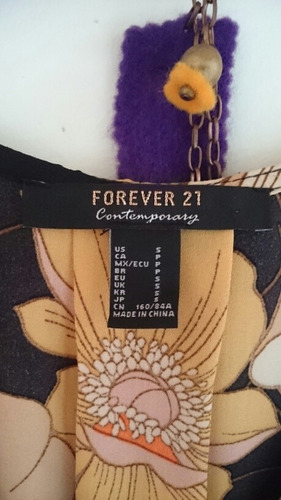 FOREVER 21
Contemporary
US S
CA P
MX/ECU P
BR P
EU S
UK S
KR S
JP S
CN 160/84A
MADE IN CHINA